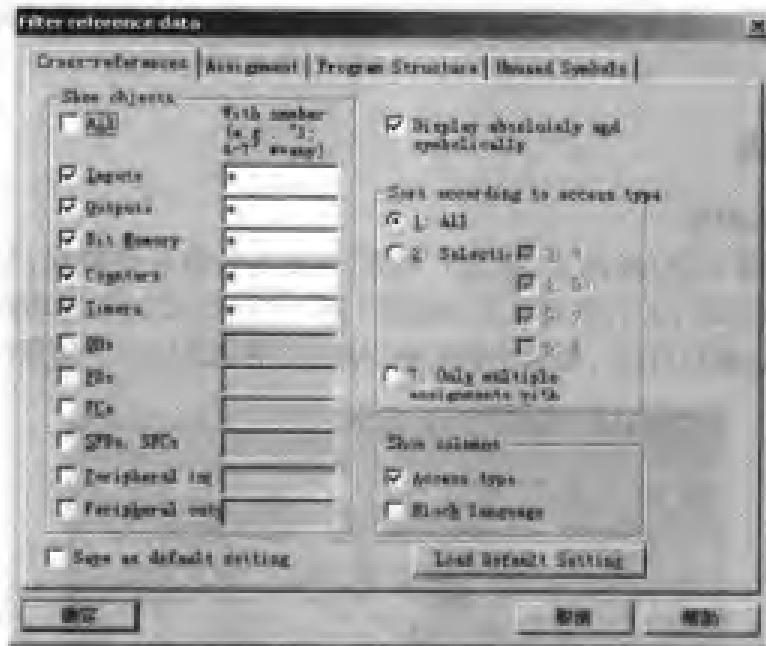 Filter reference data
Cross-references
Assignment
Program Structure
Unused Symbols
Show objects
All
With number
Display absolutely and
symbolically
Inputs
*
Outputs
*
Bit Memory
*
Counters
*
Timers
*
DBs
FBs
FCs
SFBs, SFCs
Peripheral inp
Peripheral outp
Sort according to access type
1: All
2: Selectio
7: Only multiple
assignments with
Show columns
Access type
Block language
Save as default setting
Load Default Setting
确定
取消
帮助